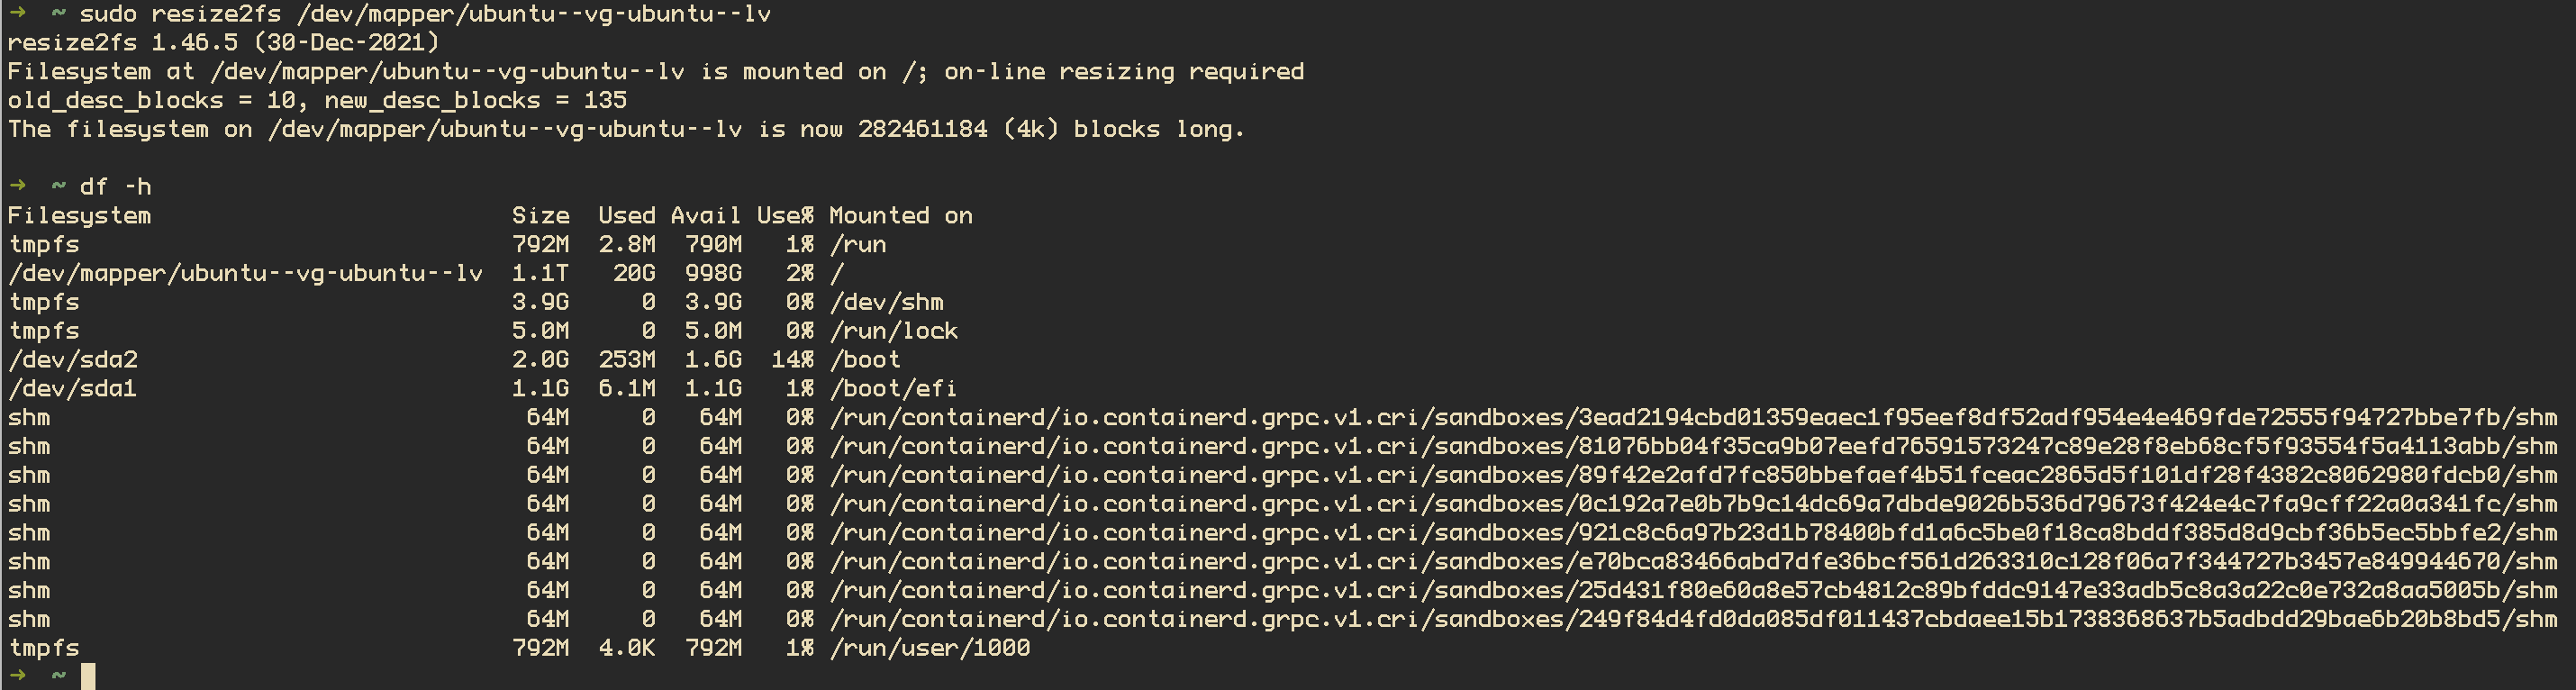 ➜  ~ sudo resize2fs /dev/mapper/ubuntu--vg-ubuntu--lv
resize2fs 1.46.5 (30-Dec-2021)
Filesystem at /dev/mapper/ubuntu--vg-ubuntu--lv is mounted on /; on-line resizing required
old_desc_blocks = 10, new_desc_blocks = 135
The filesystem on /dev/mapper/ubuntu--vg-ubuntu--lv is now 282461184 (4k) blocks long.

➜  ~ df -h
Filesystem                         Size  Used Avail Use% Mounted on
tmpfs                              792M  2.8M  790M   1% /run
/dev/mapper/ubuntu--vg-ubuntu--lv  1.1T   20G  998G   2% /
tmpfs                              3.9G     0  3.9G   0% /dev/shm
tmpfs                              5.0M     0  5.0M   0% /run/lock
/dev/sda2                          2.0G  253M  1.6G  14% /boot
/dev/sda1                          1.1G  6.1M  1.1G   1% /boot/efi
shm                                 64M     0   64M   0% /run/containerd/io.containerd.grpc.v1.cri/sandboxes/3ead2194cbd01359eaec1f95eef8df52adf954e4e469fde72555f94727bbe7fb/shm
shm                                 64M     0   64M   0% /run/containerd/io.containerd.grpc.v1.cri/sandboxes/81076bb04f35ca9b07eefd76591573247c89e28f8eb68cf5f93554f5a4113abb/shm
shm                                 64M     0   64M   0% /run/containerd/io.containerd.grpc.v1.cri/sandboxes/89f42e2afd7fc850bbefaef4b51fceac2865d5f101df28f4382c8062980fdcb0/shm
shm                                 64M     0   64M   0% /run/containerd/io.containerd.grpc.v1.cri/sandboxes/0c192a7e0b7b9c14dc69a7dbde9026b536d79673f424e4c7fa9cff22a0a341fc/shm
shm                                 64M     0   64M   0% /run/containerd/io.containerd.grpc.v1.cri/sandboxes/921c8c6a97b23d1b78400bfd1a6c5be0f18ca8bddf385d8d9cbf36b5ec5bbfe2/shm
shm                                 64M     0   64M   0% /run/containerd/io.containerd.grpc.v1.cri/sandboxes/e70bca83466abd7dfe36bcf561d263310c128f06a7f344727b3457e849944670/shm
shm                                 64M     0   64M   0% /run/containerd/io.containerd.grpc.v1.cri/sandboxes/25d431f80e60a8e57cb4812c89bfddc9147e33adb5c8a3a22c0e732a8aa5005b/shm
shm                                 64M     0   64M   0% /run/containerd/io.containerd.grpc.v1.cri/sandboxes/249f84d4fd0da085df011437cbdaee15b1738368637b5adbdd29bae6b20b8bd5/shm
tmpfs                              792M  4.0K  792M   1% /run/user/1000
➜  ~